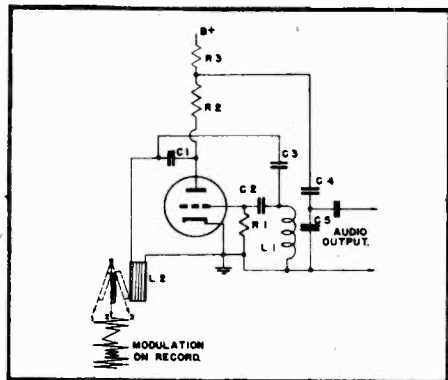 B+
R3
R2
C1
C3
C2
C4
R1
C5
L1
AUDIO
OUTPUT.
L2
MODULATION
ON RECORD.